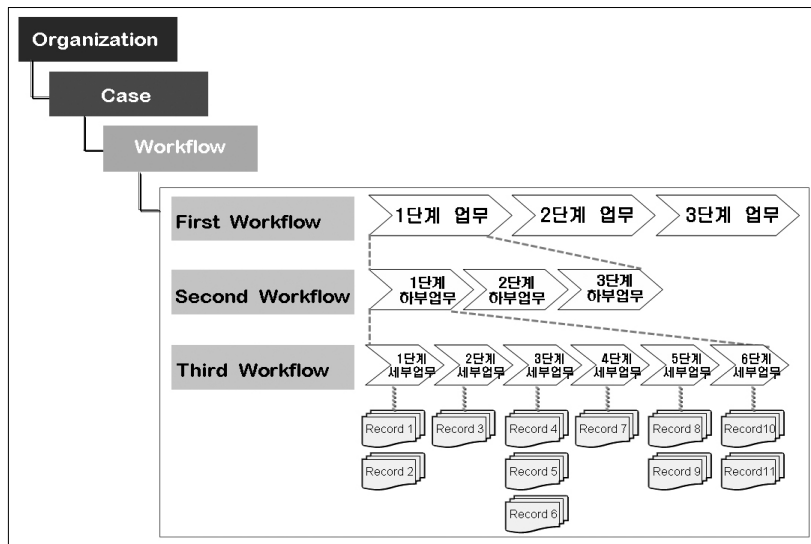 Organization
Case
Workflow
First Workflow
1단계 업무
2단계 업무
3단계 업무
Second Workflow
1단계
하부업무
2단계
하부업무
3단계
하부업무
Third Workflow
1단계
세부업무
2단계
세부업무
3단계
세부업무
4단계
세부업무
5단계
세부업무
6단계
세부업무
Record 1
Record 3
Record 4
Record 7
Record 8
Record10
Record 2
Record 5
Record 9
Record11
Record 6